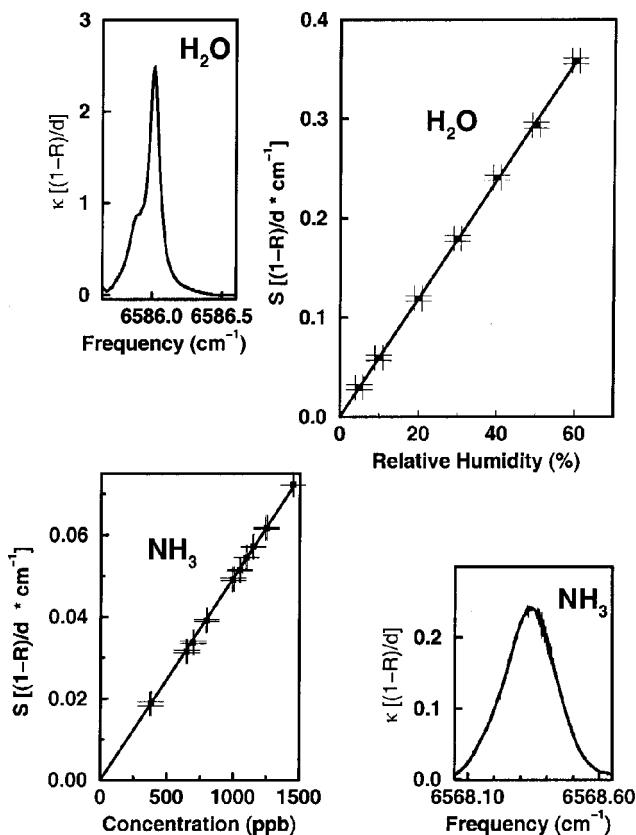 κ [(1−R)/d]
3
2
1
0
H2O
6586.0 6586.5
Frequency (cm−1)
S [(1−R)/d * cm−1]
0.4
0.3
0.2
0.1
0.0
H2O
0 20 40 60
Relative Humidity (%)
S [(1−R)/d * cm−1]
0.06
0.04
0.02
0.00
NH3
0 500 1000 1500
Concentration (ppb)
κ [(1−R)/d]
0.2
0.1
0.0
NH3
6568.10 6568.60
Frequency (cm−1)